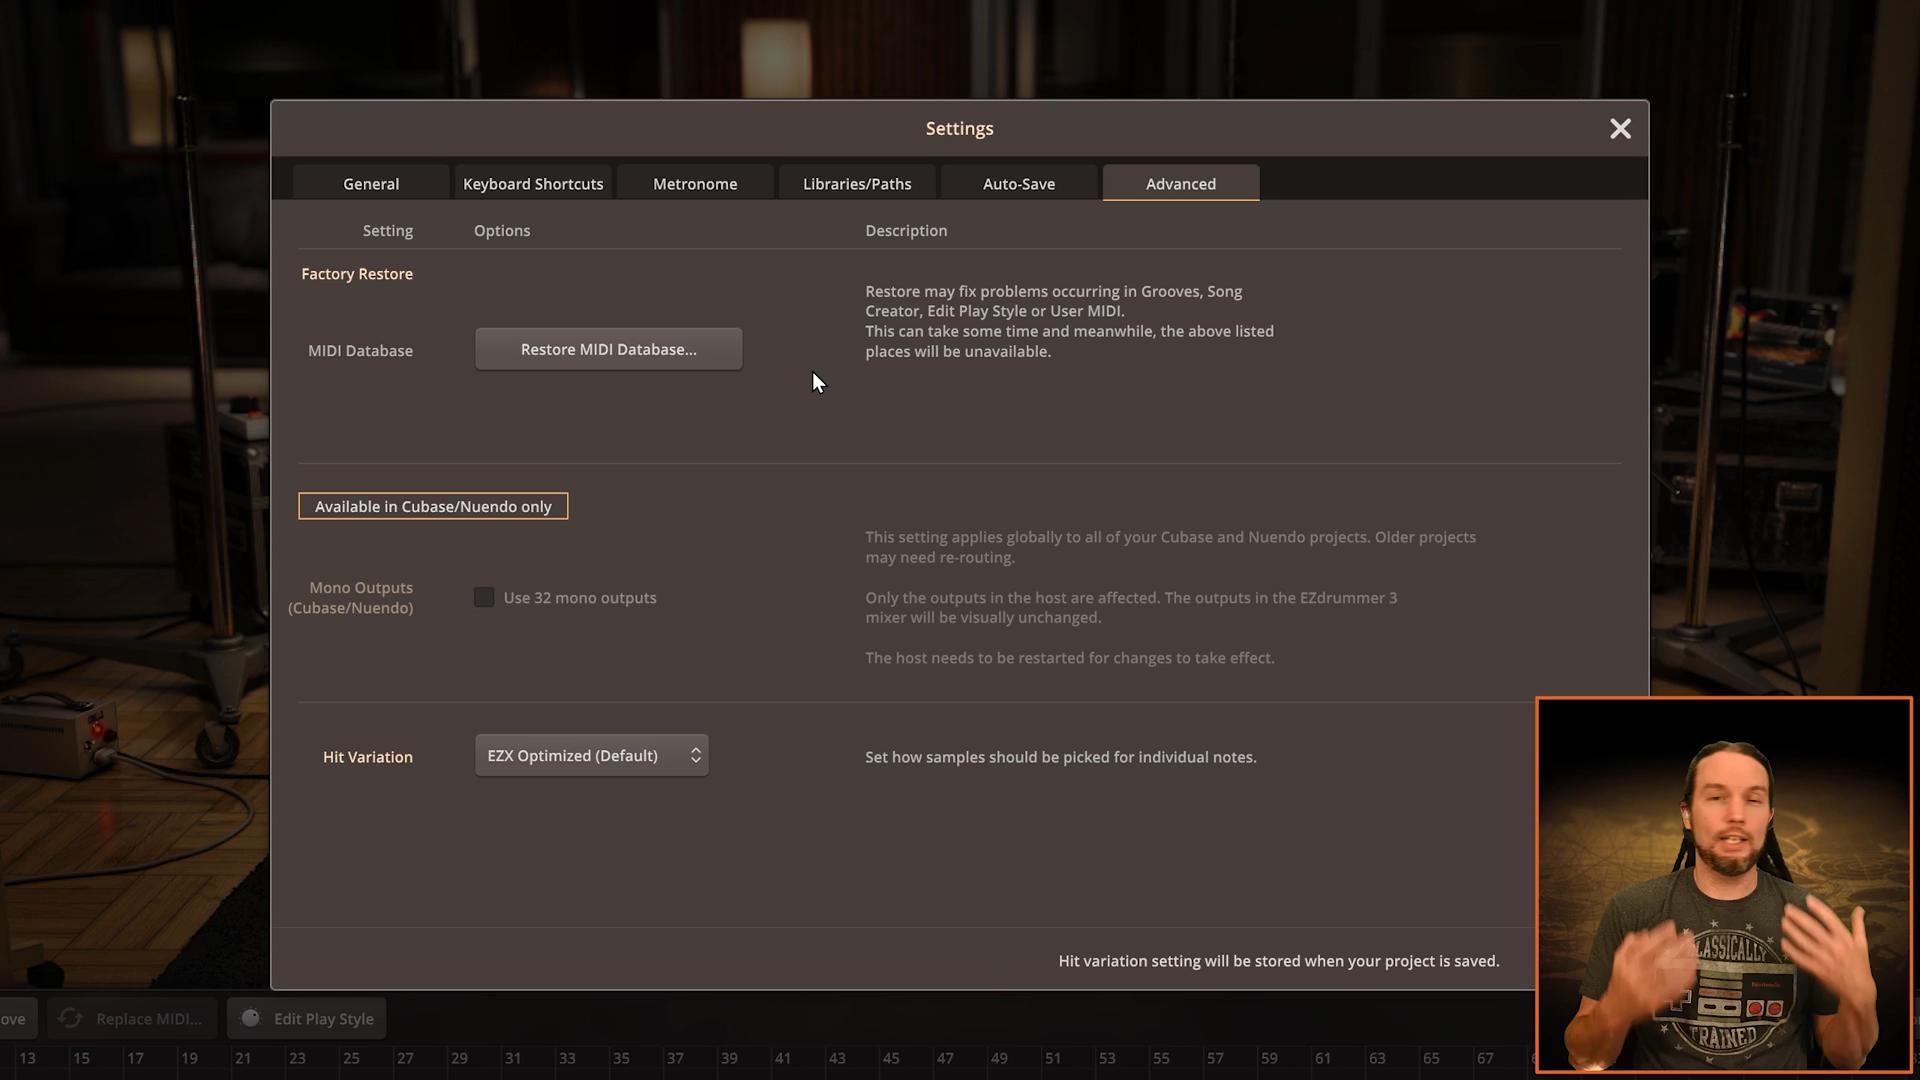 Settings
General
Keyboard Shortcuts
Metronome
Libraries/Paths
Auto-Save
Advanced
Setting
Options
Description
Factory Restore
MIDI Database
Restore MIDI Database...
Restore may fix problems occurring in Grooves, Song
Creator, Edit Play Style or User MIDI.
This can take some time and meanwhile, the above listed
places will be unavailable.
Available in Cubase/Nuendo only
Mono Outputs
(Cubase/Nuendo)
Use 32 mono outputs
This setting applies globally to all of your Cubase and Nuendo projects. Older projects
may need re-routing.
Only the outputs in the host are affected. The outputs in the EZdrummer 3
mixer will be visually unchanged.
The host needs to be restarted for changes to take effect.
Hit Variation
EZX Optimized (Default)
Set how samples should be picked for individual notes.
Hit variation setting will be stored when your project is saved.
ove
Replace MIDI...
Edit Play Style
13 15 17 19 21 23 25 27 29 31 33 35 37 39 41 43 45 47 49 51 53 55 57 59 61 63 65 67
LASSICALLY
Nintendo
TRAINED